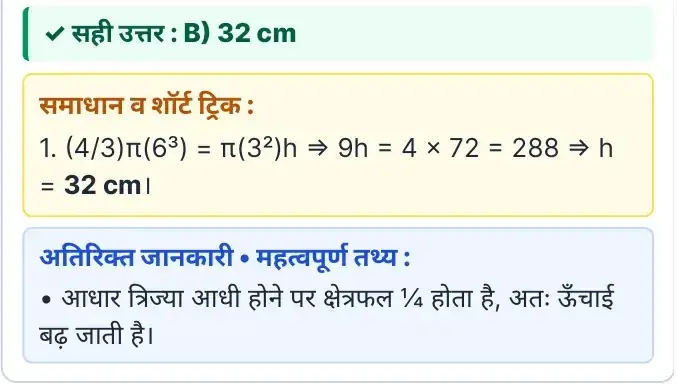 ✓ सही उत्तर : B) 32 cm
समाधान व शॉर्ट ट्रिक :
1. (4/3)π(6³) = π(3²)h ⇒ 9h = 4 × 72 = 288 ⇒ h
= 32 cm।
अतिरिक्त जानकारी • महत्वपूर्ण तथ्य :
• आधार त्रिज्या आधी होने पर क्षेत्रफल ¼ होता है, अतः ऊँचाई
बढ़ जाती है।